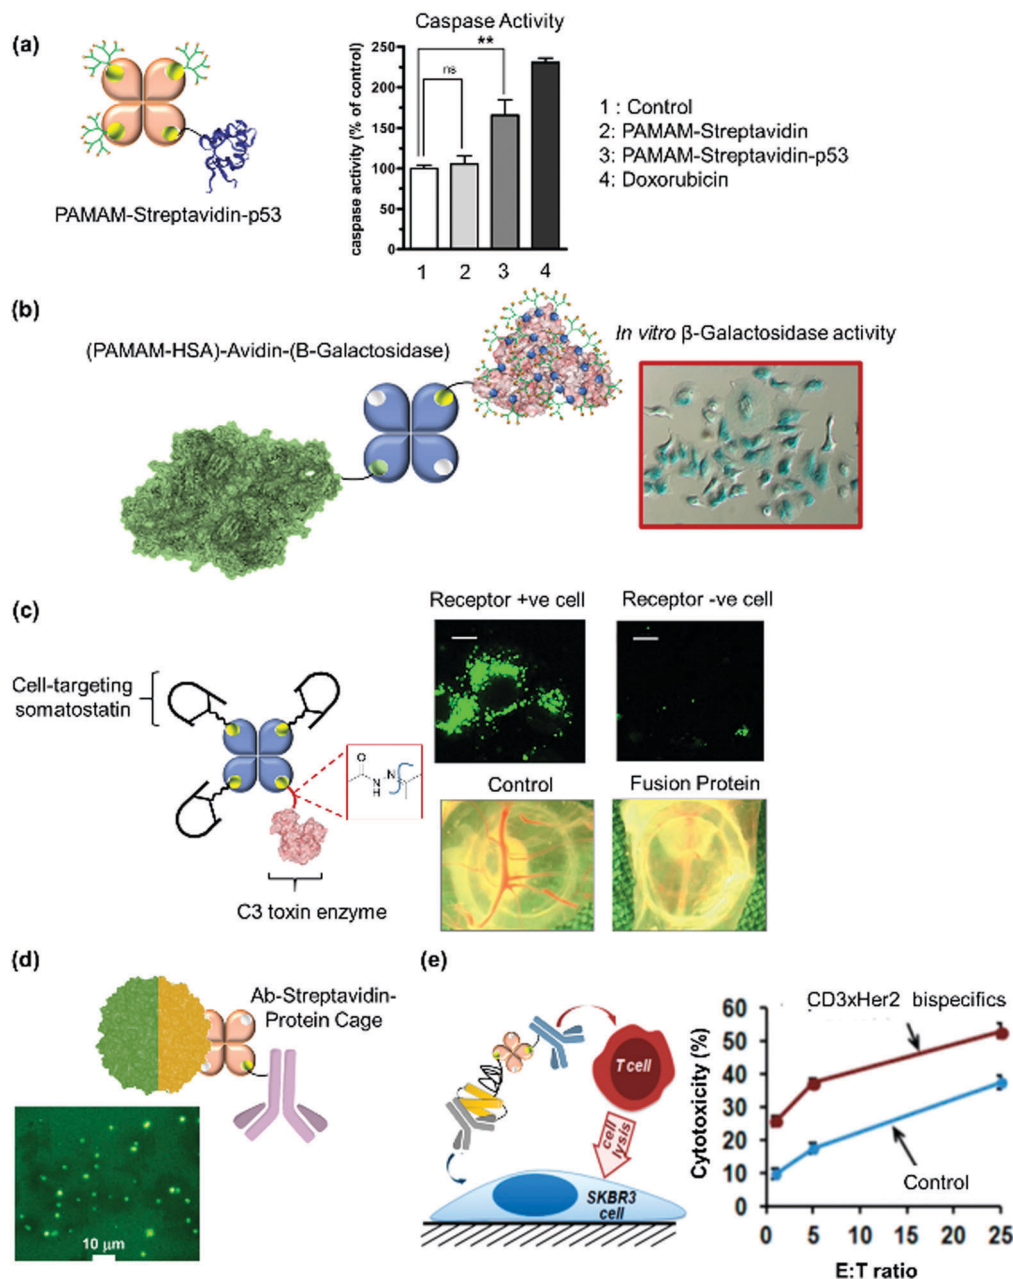 (a)
PAMAM-Streptavidin-p53
Caspase Activity
caspase activity (% of control)
250
200
150
100
50
0
**
ns
1 2 3 4
1 : Control
2: PAMAM-Streptavidin
3: PAMAM-Streptavidin-p53
4: Doxorubicin
(b)
(PAMAM-HSA)-Avidin-(B-Galactosidase)
In vitro β-Galactosidase activity
(c)
Cell-targeting
somatostatin
O
N
N
H
C3 toxin enzyme
Receptor +ve cell
Receptor -ve cell
Control
Fusion Protein
(d)
Ab-Streptavidin-
Protein Cage
10 μm
(e)
T cell
cell
lysis
SKBR3
cell
Cytotoxicity (%)
60
50
40
30
20
10
0
CD3xHer2 bispecifics
Control
0 5 10 15 20 25
E:T ratio